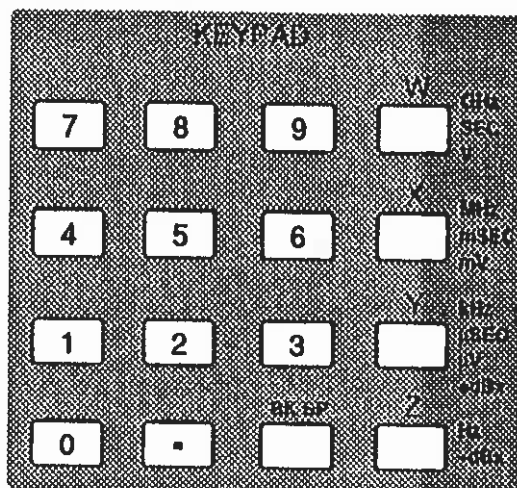 KEYPAD
W
7 8 9 GHz
SEC
V
X
4 5 6 MHz
mSEC
mV
Y
1 2 3 kHz
µSEC
µV
BK SP Z +dBx
0 . Hz
-dBx